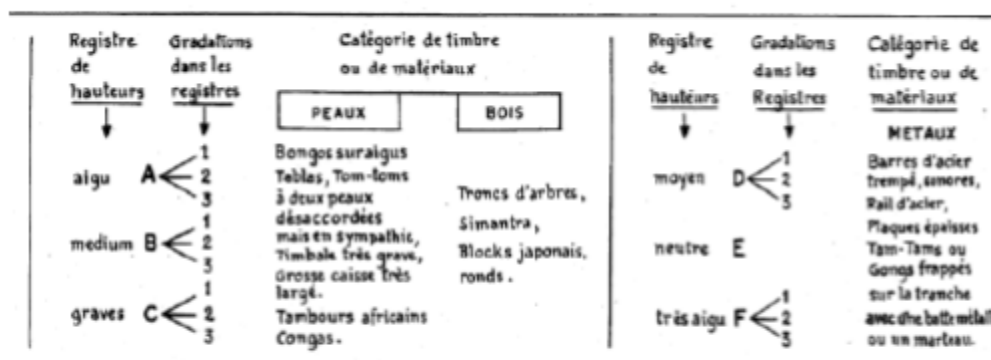 Registre de hauteurs
Gradations dans les registres
Catégorie de timbre ou de matériaux
PEAUX
BOIS
aigu A 1 2 3
medium B 1 2 3
graves C 1 2 3
Bongos suraigus
Tablas, Tom-toms
à deux peaux
désaccordées
mais en sympathie,
Timbale très grave,
Grosse caisse très
large.
Tambours africains
Congas.
Troncs d'arbres,
Simantra,
Blocks japonais,
ronds.
Registre de hauteurs
Gradations dans les Registres
Catégorie de timbre ou de matériaux
METAUX
moyen D 1 2 3
neutre E
très aigu F 1 2 3
Barres d'acier
trempé, sonores,
Rail d'acier,
Plaques épaisses
Tam-Tams ou
Gongs frappés
sur la tranche
avec une batte métall
ou un marteau.